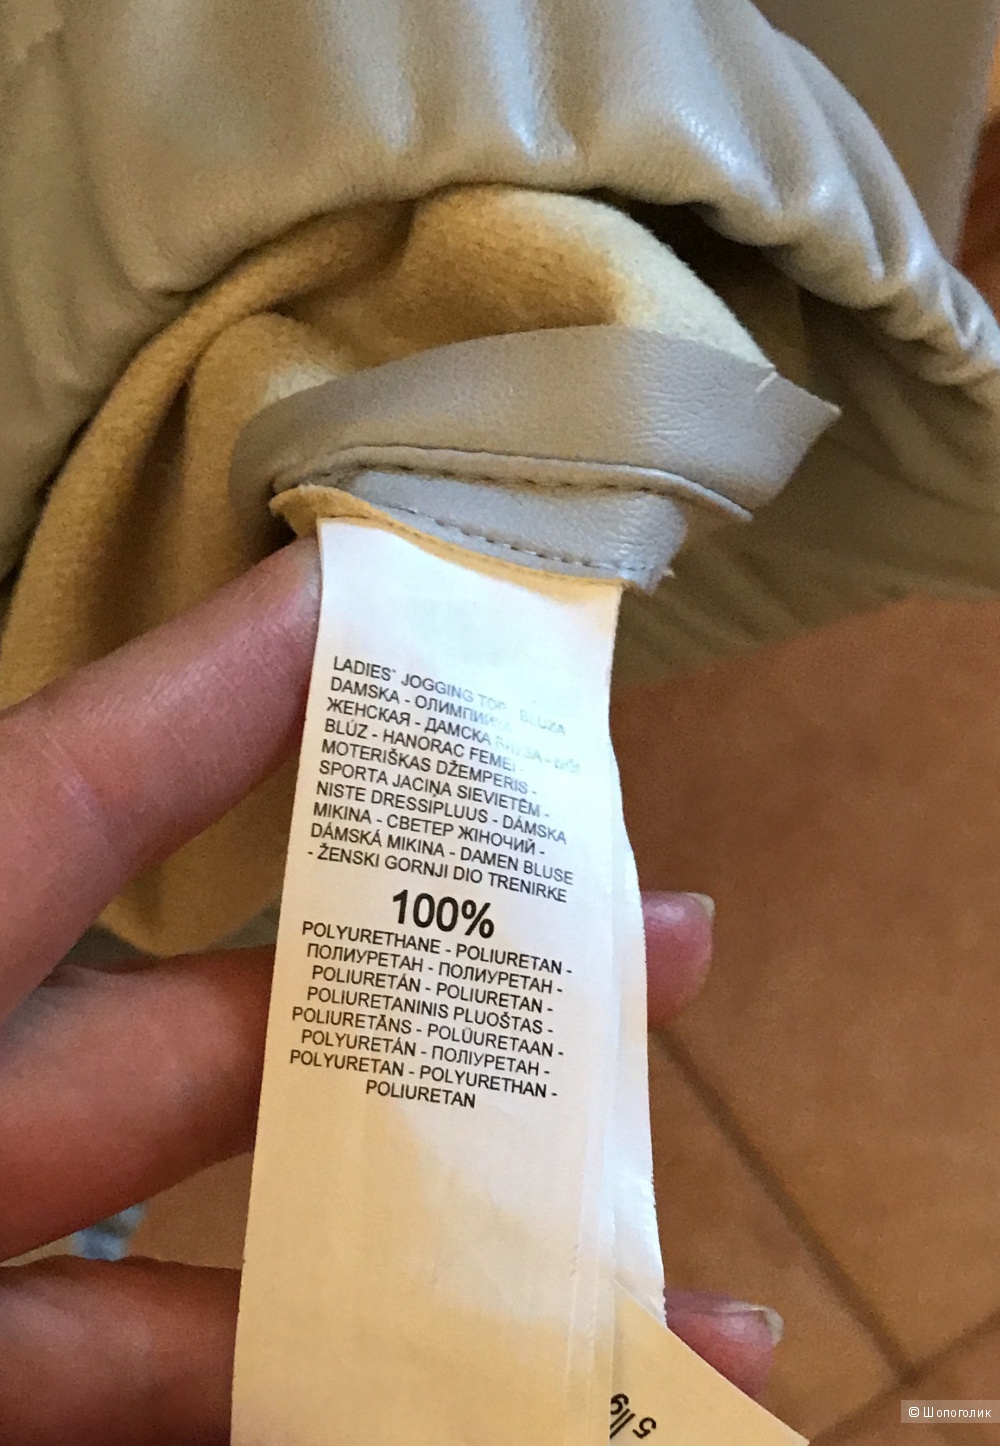 LADIES` JOGGING TOP - BLUZA
DAMSKA - ОЛИМПИЙКА
ЖЕНСКАЯ - ДАМСКА
BLÚZ - HANORAC FEMEI -
MOTERIŠKAS DŽEMPERIS -
SPORTA JACIŅA SIEVIETĒM -
NISTE DRESSIPLUUS - DÁMSKA
MIKINA - СВЕТЕР ЖІНОЧИЙ -
DÁMSKÁ MIKINA - DAMEN BLUSE
- ŽENSKI GORNJI DIO TRENIRKE
100%
POLYURETHANE - POLIURETAN -
ПОЛИУРЕТАН - ПОЛИУРЕТАН -
POLIURETÁN - POLIURETAN -
POLIURETANINIS PLUOŠTAS -
POLIURETĀNS - POLÜURETAAN -
POLYURETÁN - ПОЛІУРЕТАН -
POLYURETAN - POLYURETHAN -
POLIURETAN
© Шопоголик